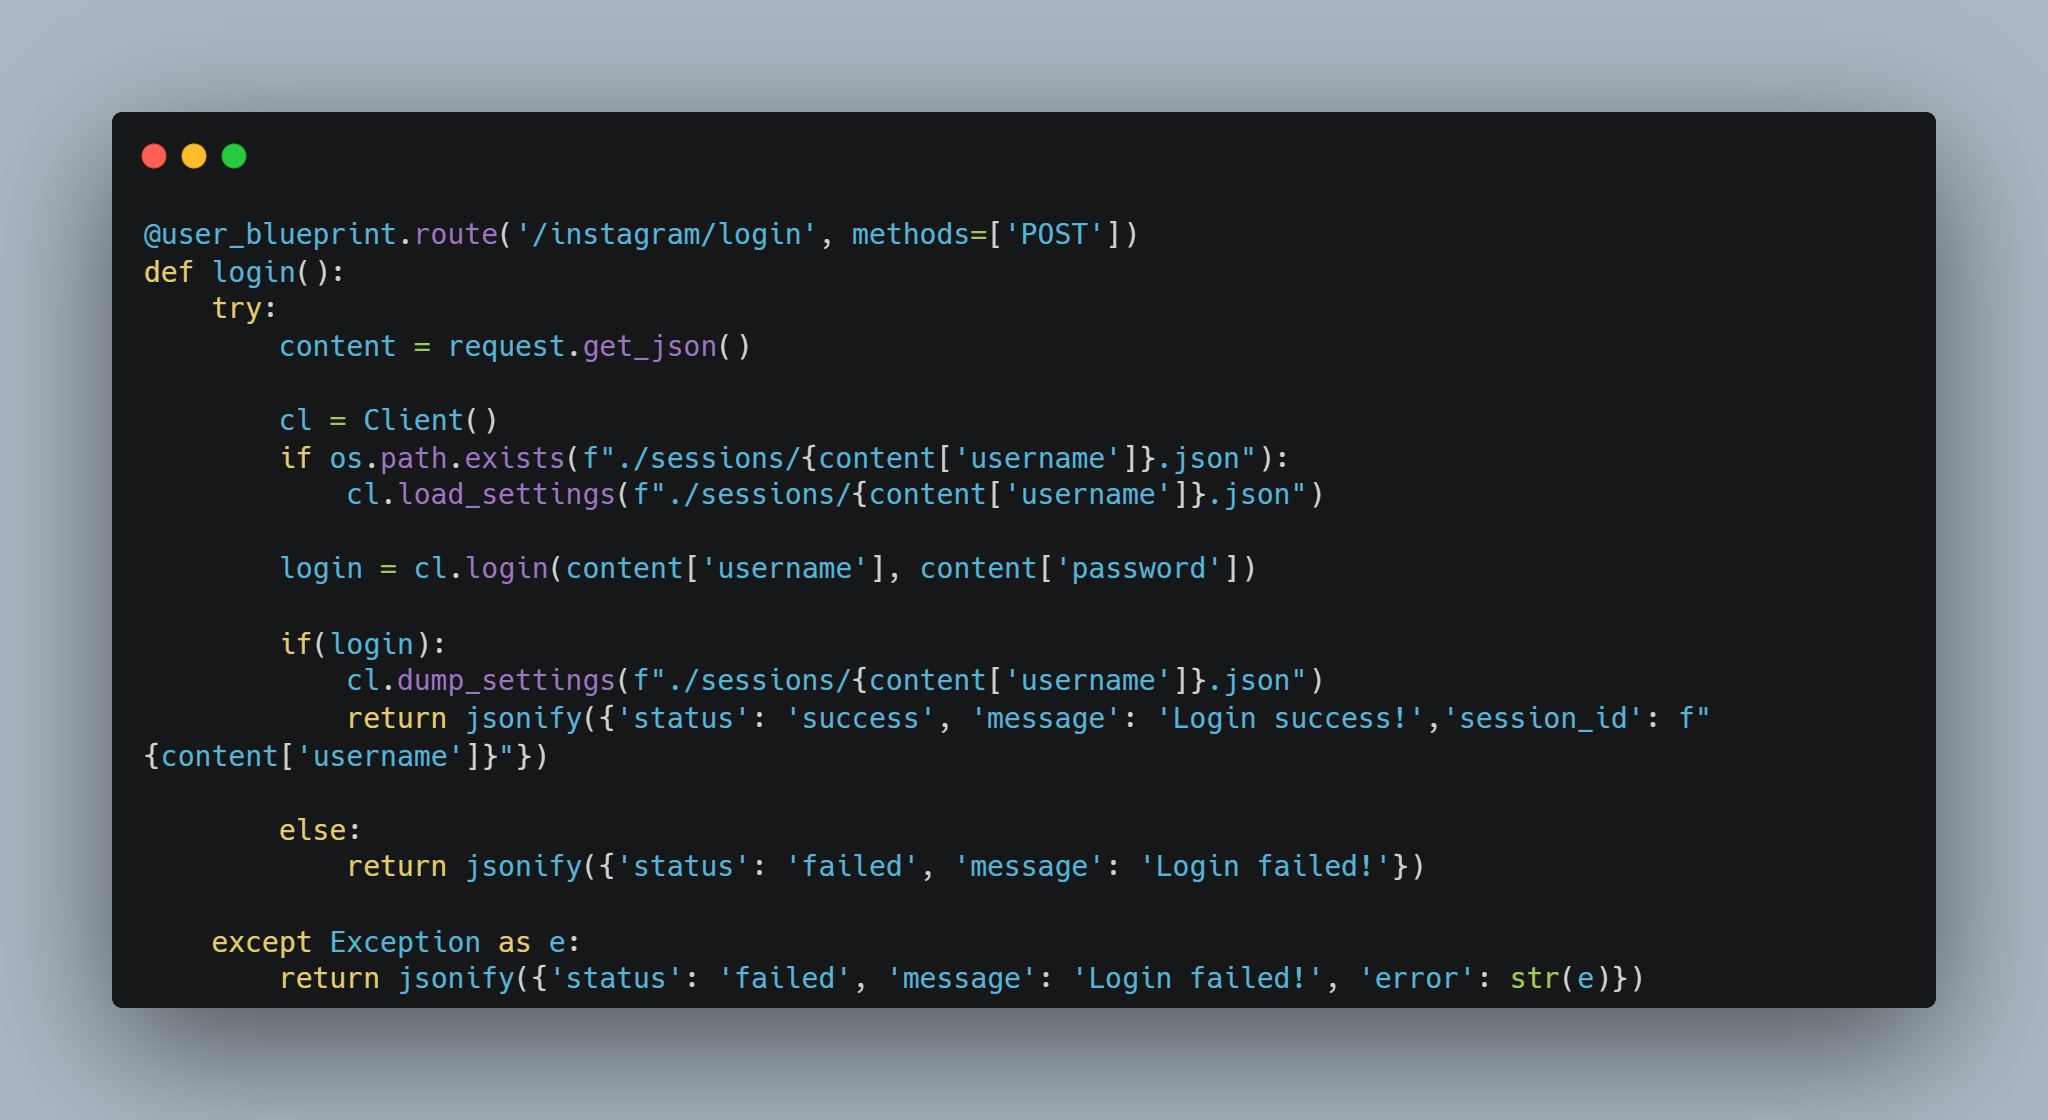 @user_blueprint.route('/instagram/login', methods=['POST'])
def login():
    try:
        content = request.get_json()

        cl = Client()
        if os.path.exists(f"./sessions/{content['username']}.json"):
            cl.load_settings(f"./sessions/{content['username']}.json")

        login = cl.login(content['username'], content['password'])

        if(login):
            cl.dump_settings(f"./sessions/{content['username']}.json")
            return jsonify({'status': 'success', 'message': 'Login success!','session_id': f"
{content['username']}"})

        else:
            return jsonify({'status': 'failed', 'message': 'Login failed!'})

    except Exception as e:
        return jsonify({'status': 'failed', 'message': 'Login failed!', 'error': str(e)})